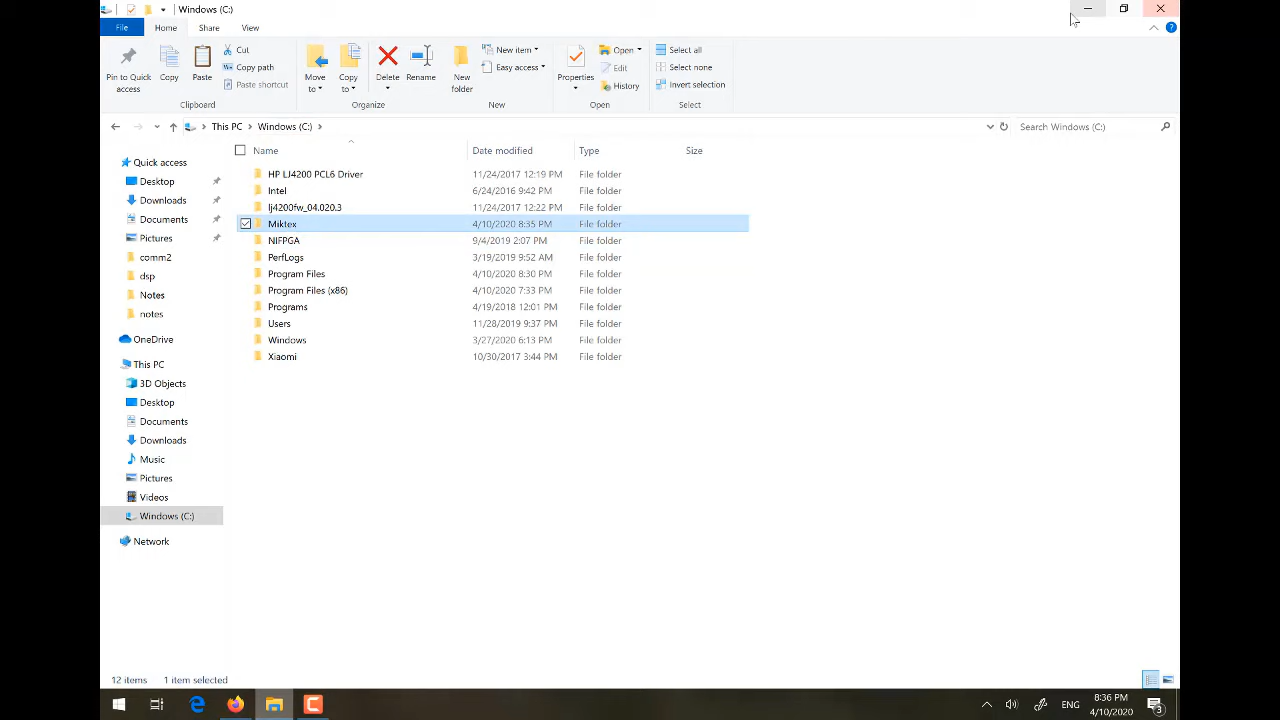 Windows (C:)
File Home Share View
Pin to Quick access
Copy
Paste
Cut
Copy path
Paste shortcut
Clipboard
Move to
Copy to
Delete
Rename
Organize
New folder
New item
Easy access
New
Properties
Open
Edit
History
Open
Select all
Select none
Invert selection
Select
This PC > Windows (C:) >
Search Windows (C:)
Quick access
Desktop
Downloads
Documents
Pictures
comm2
dsp
Notes
notes
OneDrive
This PC
3D Objects
Desktop
Documents
Downloads
Music
Pictures
Videos
Windows (C:)
Network
Name Date modified Type Size
HP LJ4200 PCL6 Driver 11/24/2017 12:19 PM File folder
Intel 6/24/2016 9:42 PM File folder
lj4200fw_04.020.3 11/24/2017 12:22 PM File folder
Miktex 4/10/2020 8:35 PM File folder
NIFPGA 9/4/2019 2:07 PM File folder
PerfLogs 3/19/2019 9:52 AM File folder
Program Files 4/10/2020 8:30 PM File folder
Program Files (x86) 4/10/2020 7:33 PM File folder
Programs 4/19/2018 12:01 PM File folder
Users 11/28/2019 9:37 PM File folder
Windows 3/27/2020 6:13 PM File folder
Xiaomi 10/30/2017 3:44 PM File folder
12 items 1 item selected
ENG
8:36 PM
4/10/2020
3